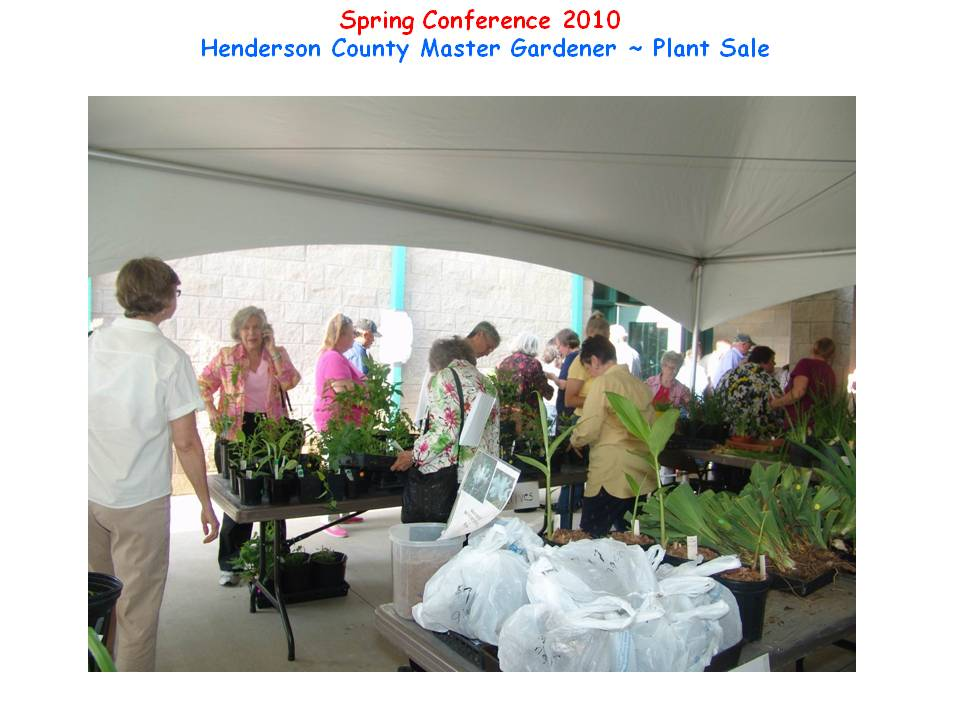 Spring Conference 2010
Henderson County Master Gardener ~ Plant Sale